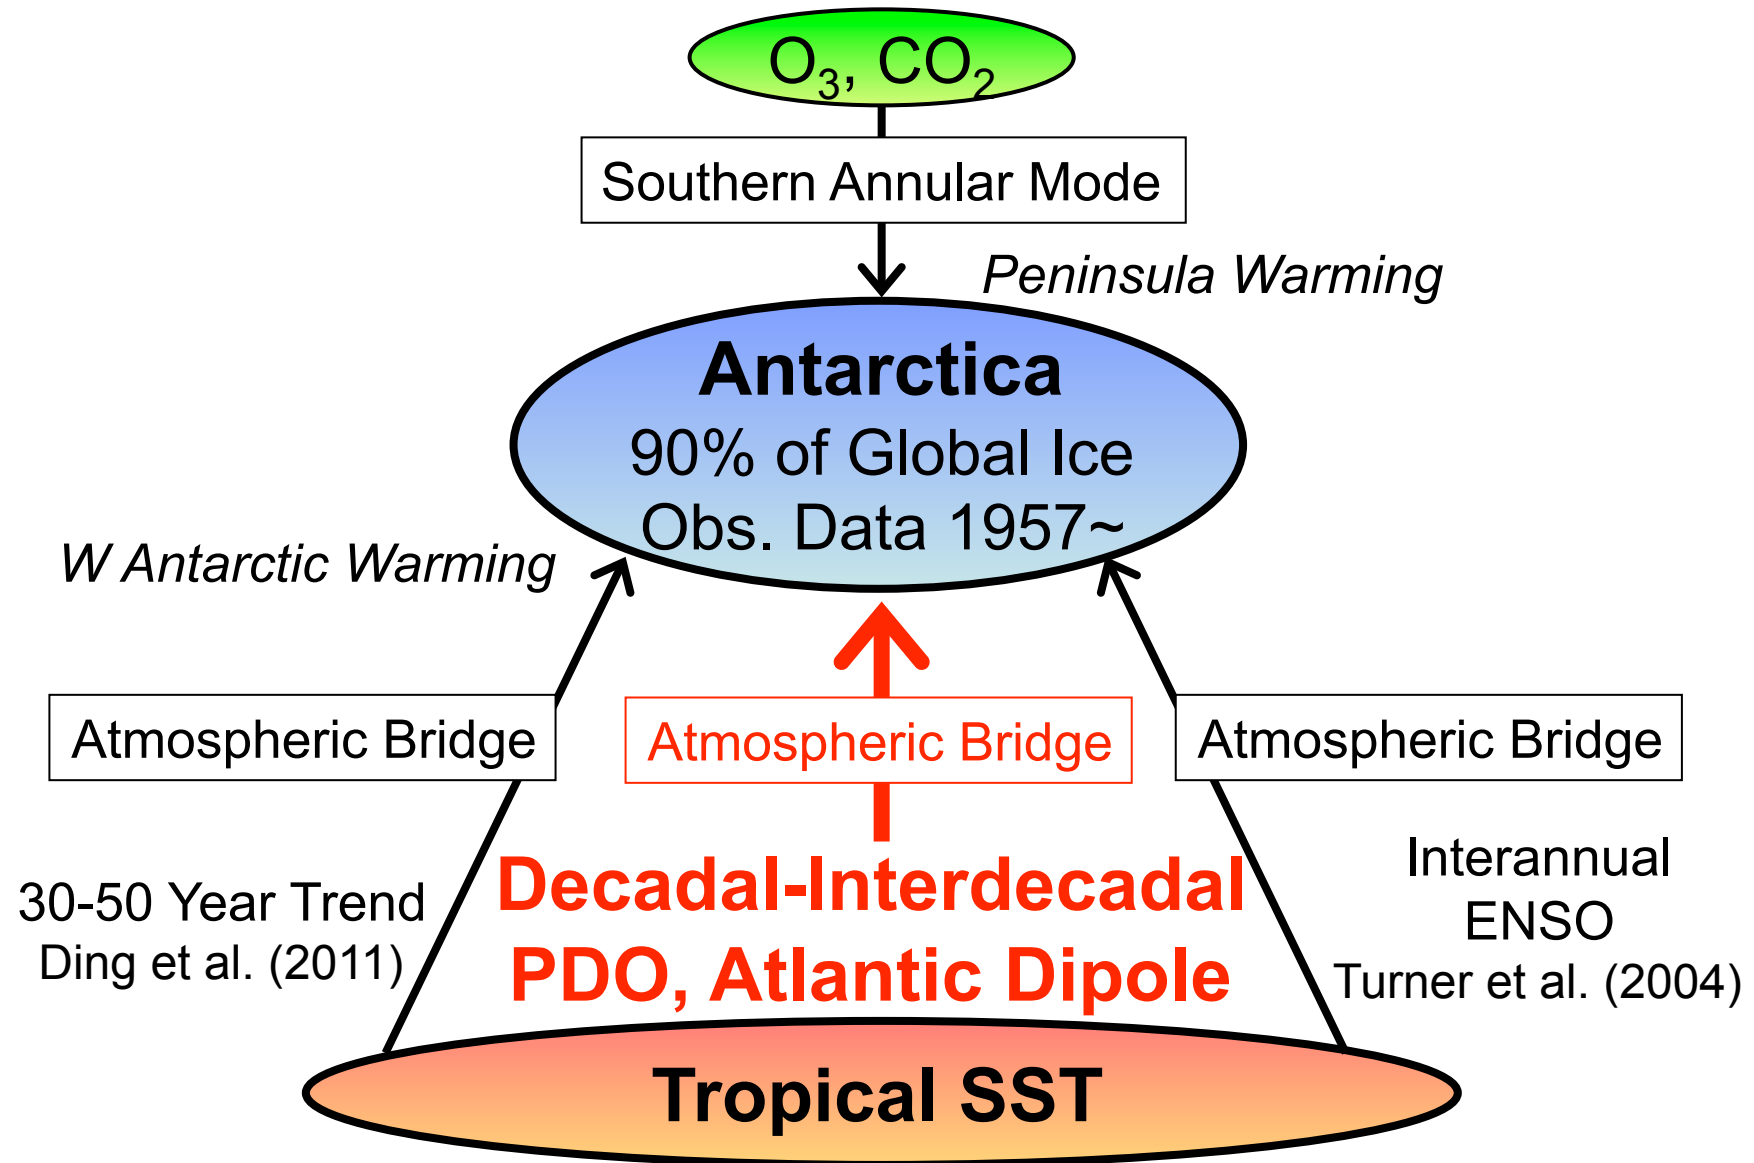 O₃, CO₂
Southern Annular Mode
Peninsula Warming
Antarctica
90% of Global Ice
Obs. Data 1957~
W Antarctic Warming
Atmospheric Bridge
Atmospheric Bridge
Atmospheric Bridge
30-50 Year Trend
Ding et al. (2011)
Decadal-Interdecadal
PDO, Atlantic Dipole
Interannual
ENSO
Turner et al. (2004)
Tropical SST